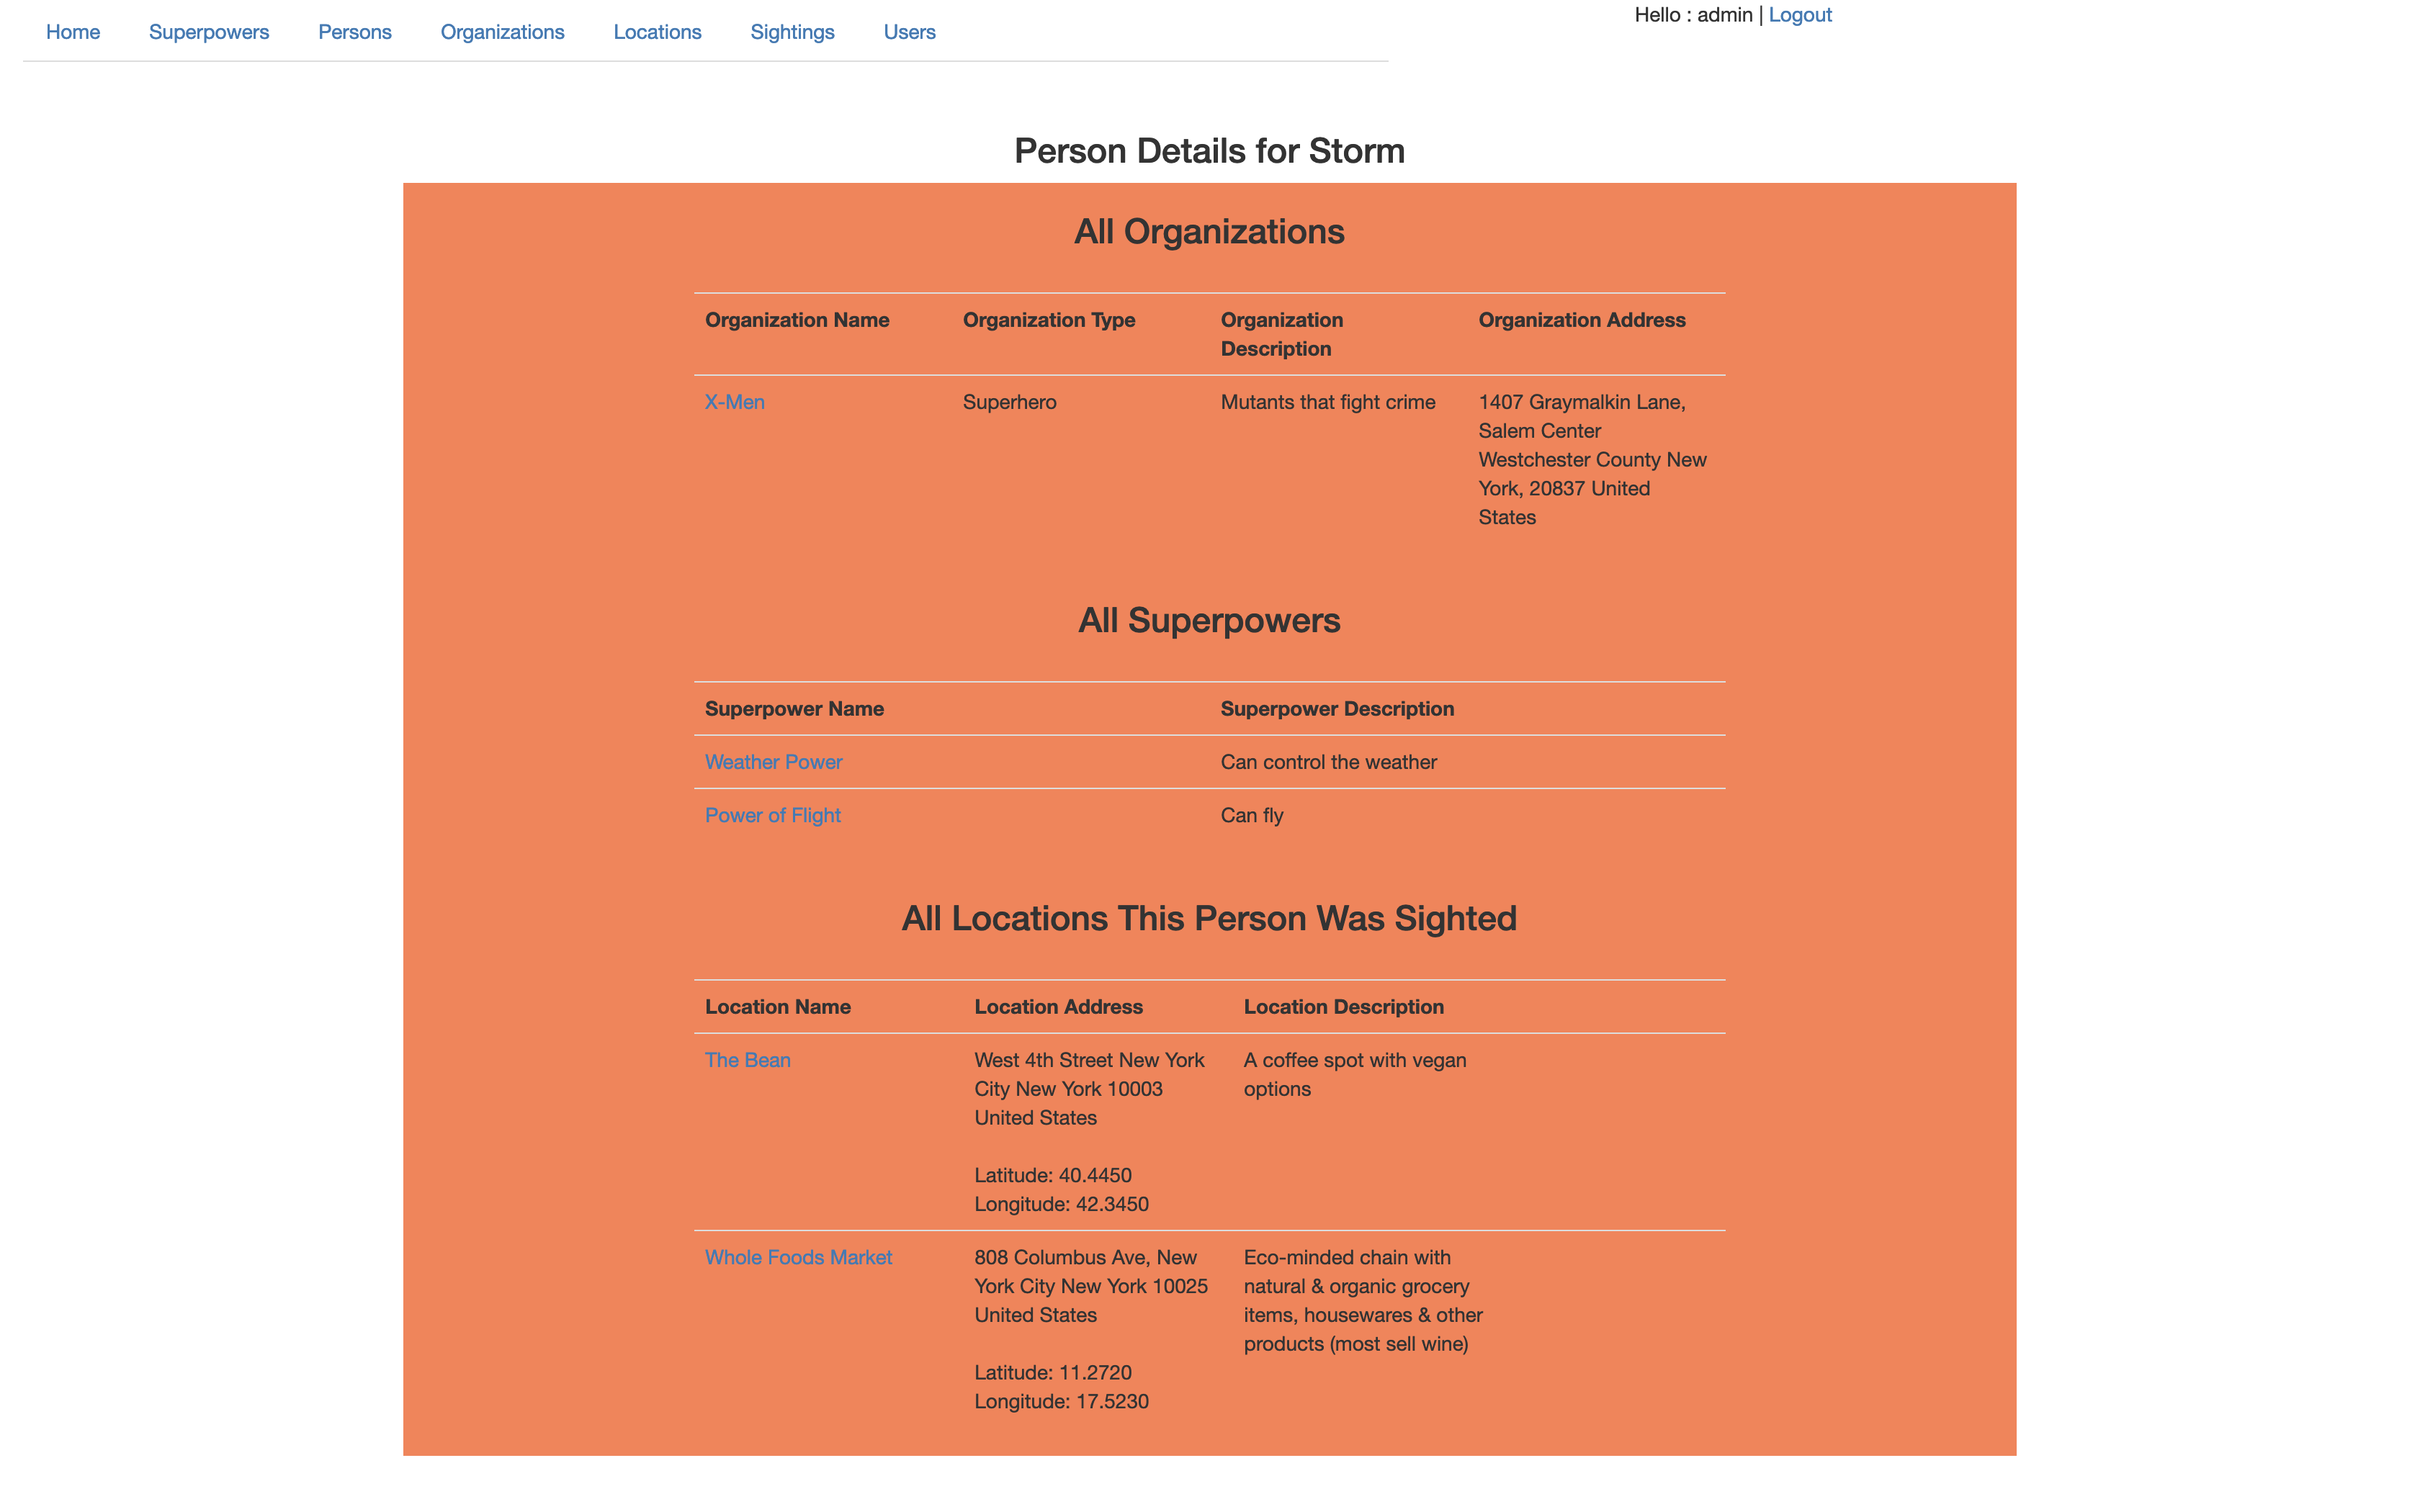 Home Superpowers Persons Organizations Locations Sightings Users
Hello : admin | Logout
Person Details for Storm
All Organizations
Organization Name Organization Type Organization Description Organization Address
X-Men Superhero Mutants that fight crime 1407 Graymalkin Lane,
Salem Center
Westchester County New
York, 20837 United
States
All Superpowers
Superpower Name Superpower Description
Weather Power Can control the weather
Power of Flight Can fly
All Locations This Person Was Sighted
Location Name Location Address Location Description
The Bean West 4th Street New York A coffee spot with vegan
City New York 10003 options
United States
Latitude: 40.4450
Longitude: 42.3450
Whole Foods Market 808 Columbus Ave, New Eco-minded chain with
York City New York 10025 natural & organic grocery
United States items, housewares & other
products (most sell wine)
Latitude: 11.2720
Longitude: 17.5230